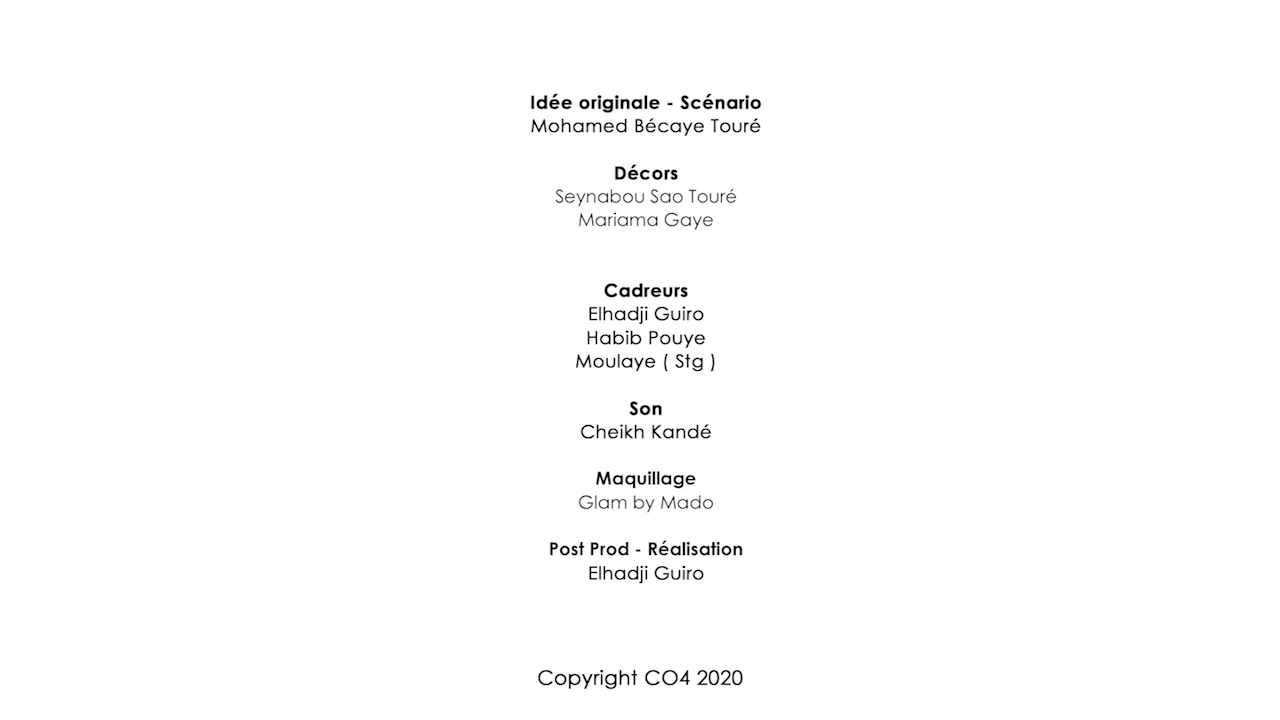 Idée originale - Scénario
Mohamed Bécaye Touré
Décors
Seynabou Sao Touré
Mariama Gaye
Cadreurs
Elhadji Guiro
Habib Pouye
Moulaye ( Stg )
Son
Cheikh Kandé
Maquillage
Glam by Mado
Post Prod - Réalisation
Elhadji Guiro
Copyright CO4 2020